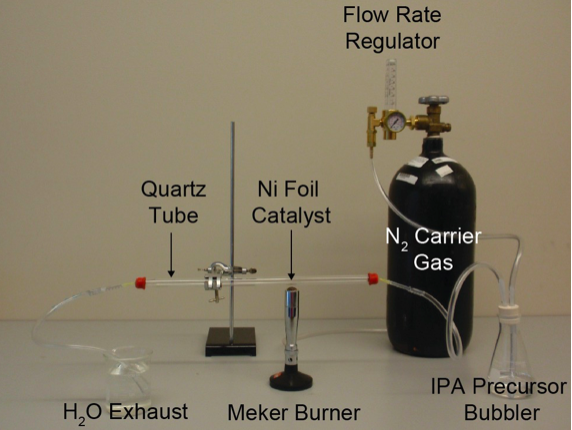 Flow Rate
Regulator
Quartz
Tube
Ni Foil
Catalyst
N₂ Carrier
Gas
IPA Precursor
Bubbler
H₂O Exhaust
Meker Burner